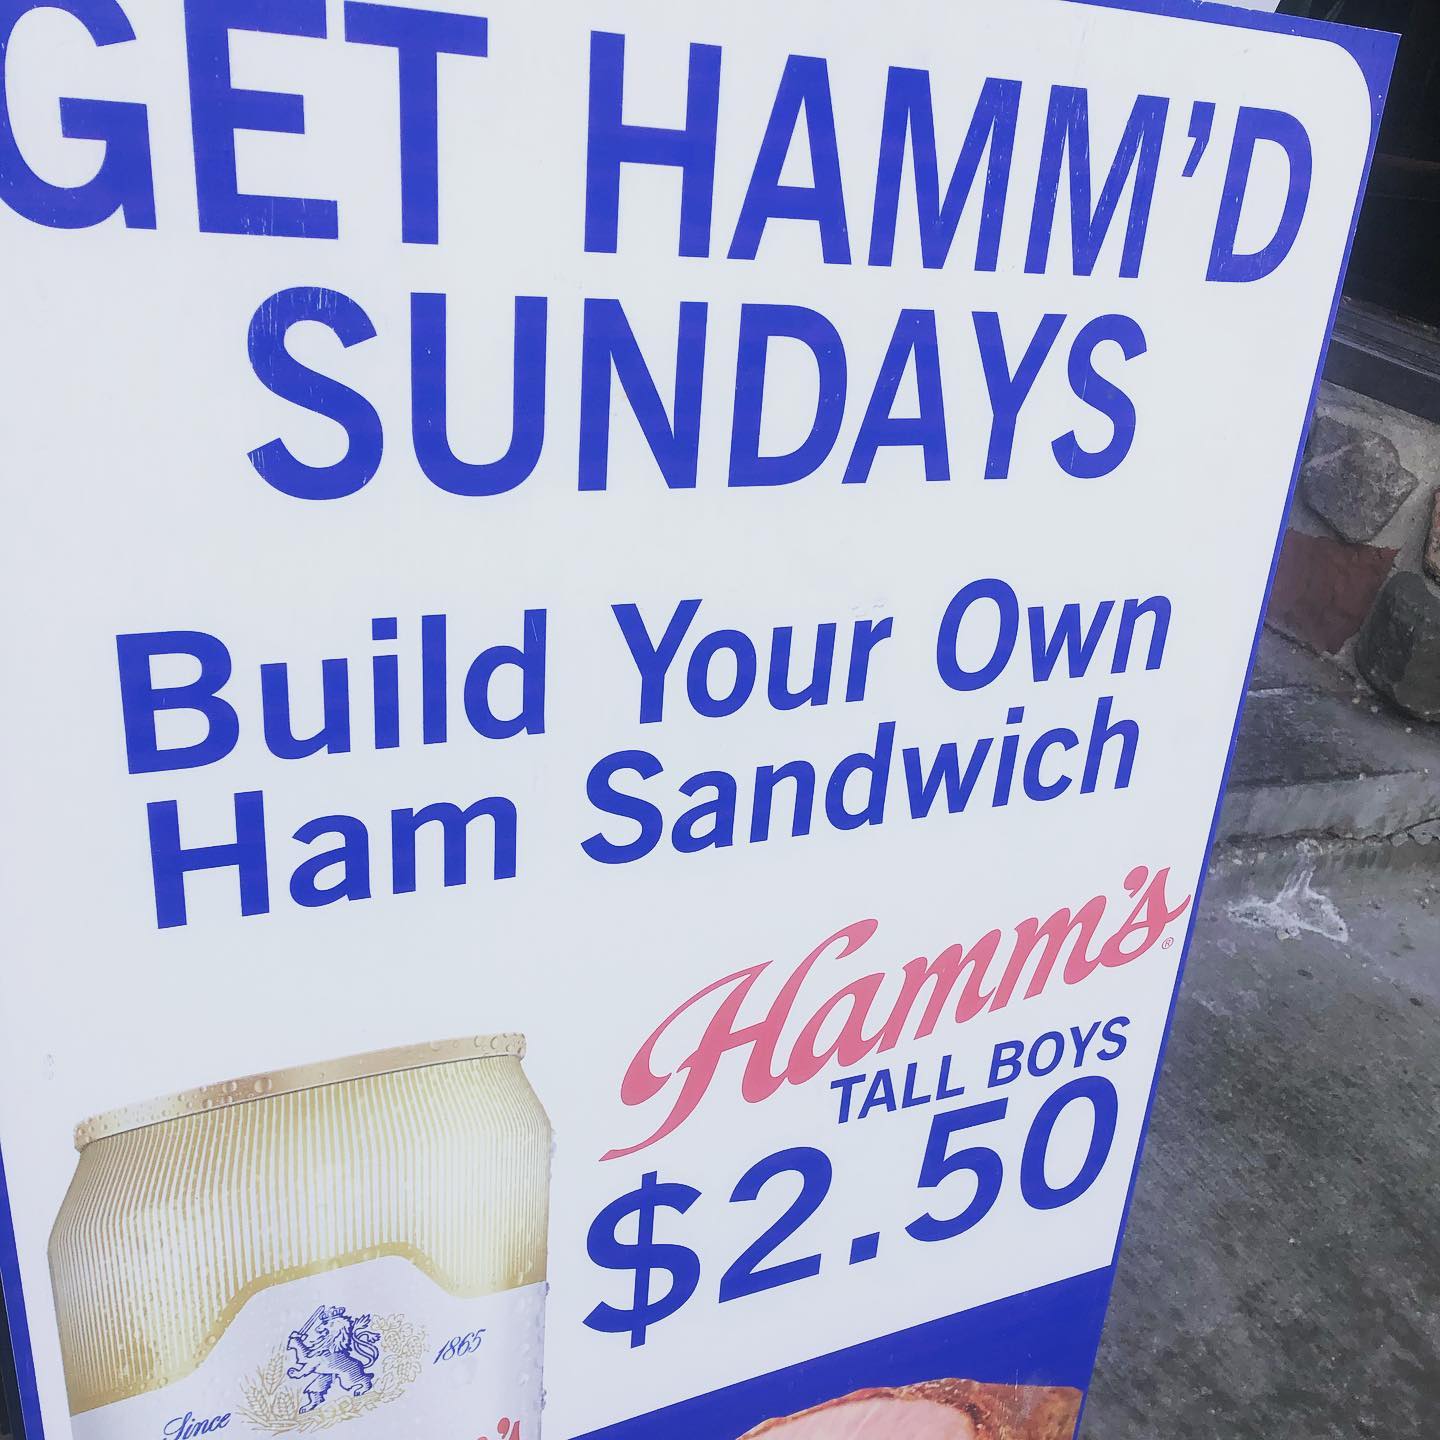 GET HAMM'D
SUNDAYS
Build Your Own
Ham Sandwich
Hamm's®
TALL BOYS
$2.50
Since 1865
's